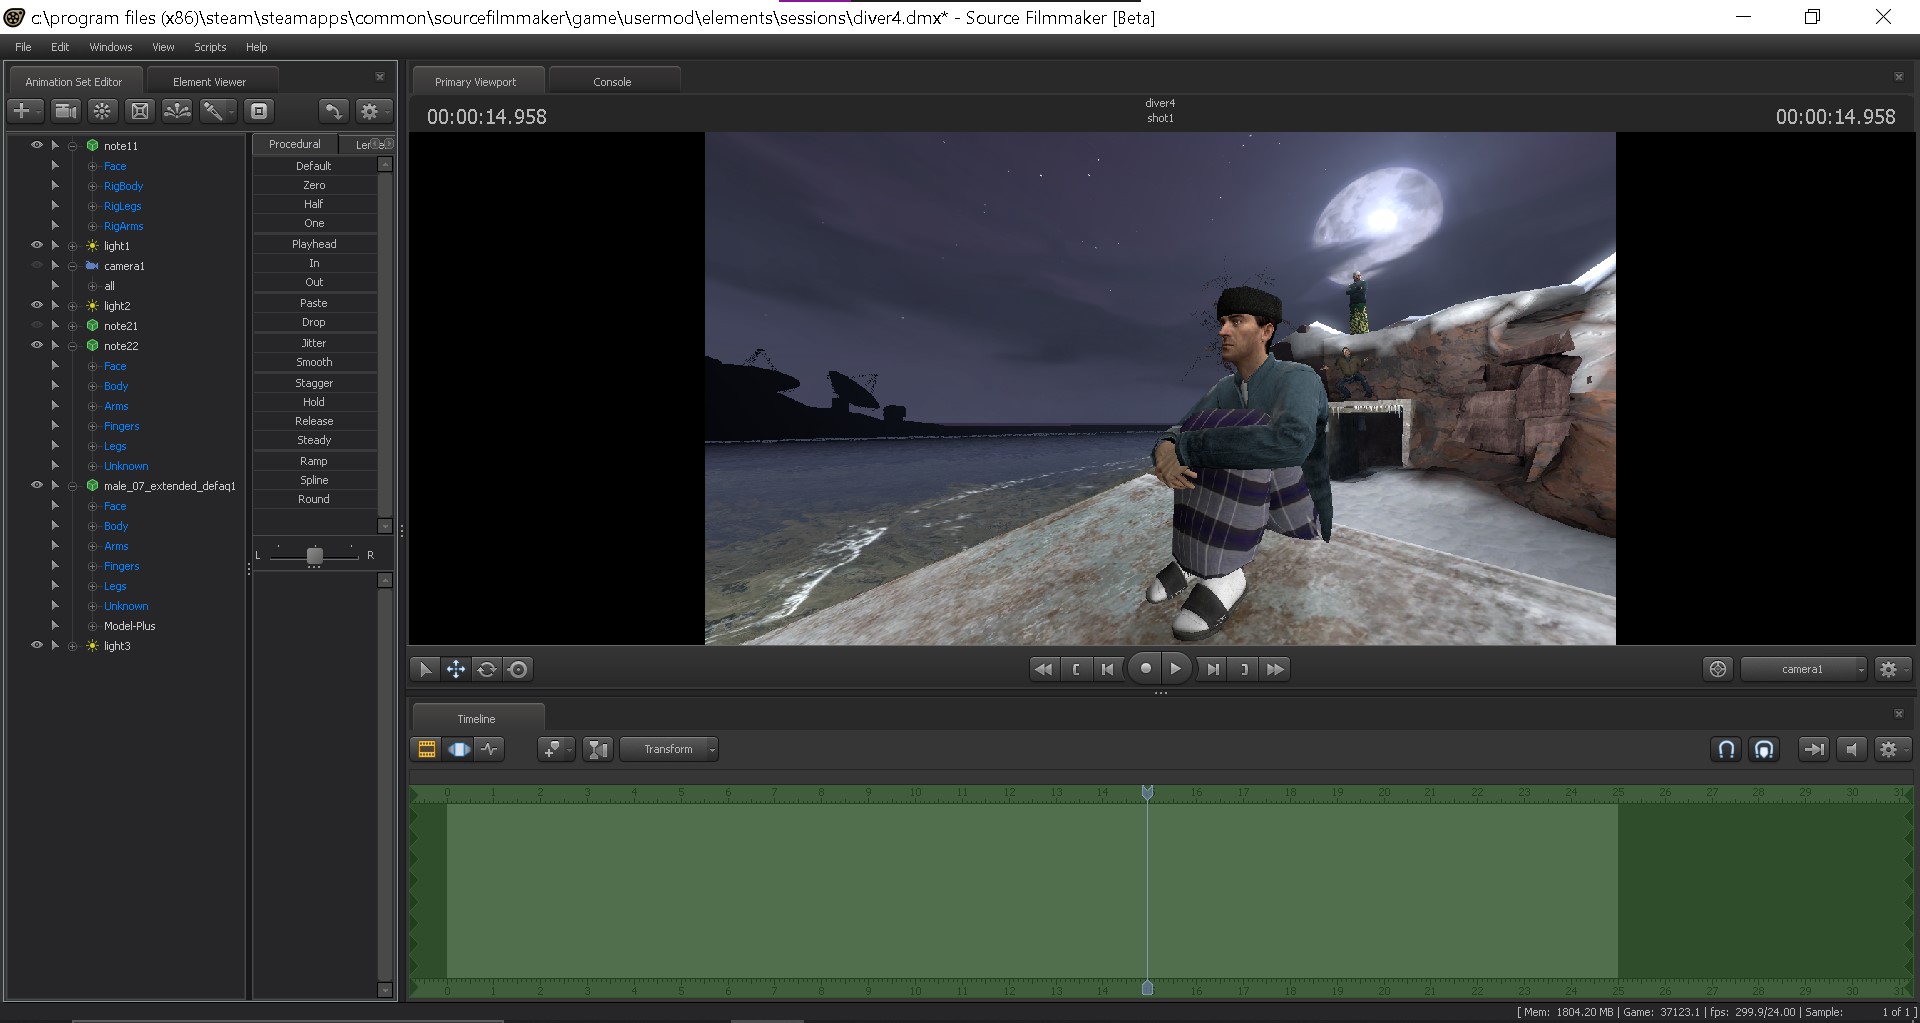 c:\program files (x86)\steam\steamapps\common\sourcefilmmaker\game\usermod\elements\sessions\diver4.dmx* - Source Filmmaker [Beta]
File Edit Windows View Scripts Help
Animation Set Editor Element Viewer
note11
Face
RigBody
RigLegs
RigArms
light1
camera1
all
light2
note21
note22
Face
Body
Arms
Fingers
Legs
Unknown
male_07_extended_defaq1
Face
Body
Arms
Fingers
Legs
Unknown
Model-Plus
light3
Procedural
Default
Zero
Half
One
Playhead
In
Out
Paste
Drop
Jitter
Smooth
Stagger
Hold
Release
Steady
Ramp
Spline
Round
L R
Primary Viewport Console
00:00:14.958
diver4
shot1
00:00:14.958
camera1
Timeline
Transform
0 1 2 3 4 5 6 7 8 9 10 11 12 13 14 16 17 18 19 20 21 22 23 24 25 26 27 28 29 30 31
0 1 2 3 4 5 6 7 8 9 10 11 12 13 14 16 17 18 19 20 21 22 23 24 25 26 27 28 29 30 31
[ Mem: 1804.20 MB | Game: 37123.1 | fps: 299.9/24.00 | Sample: 1 of 1 ]